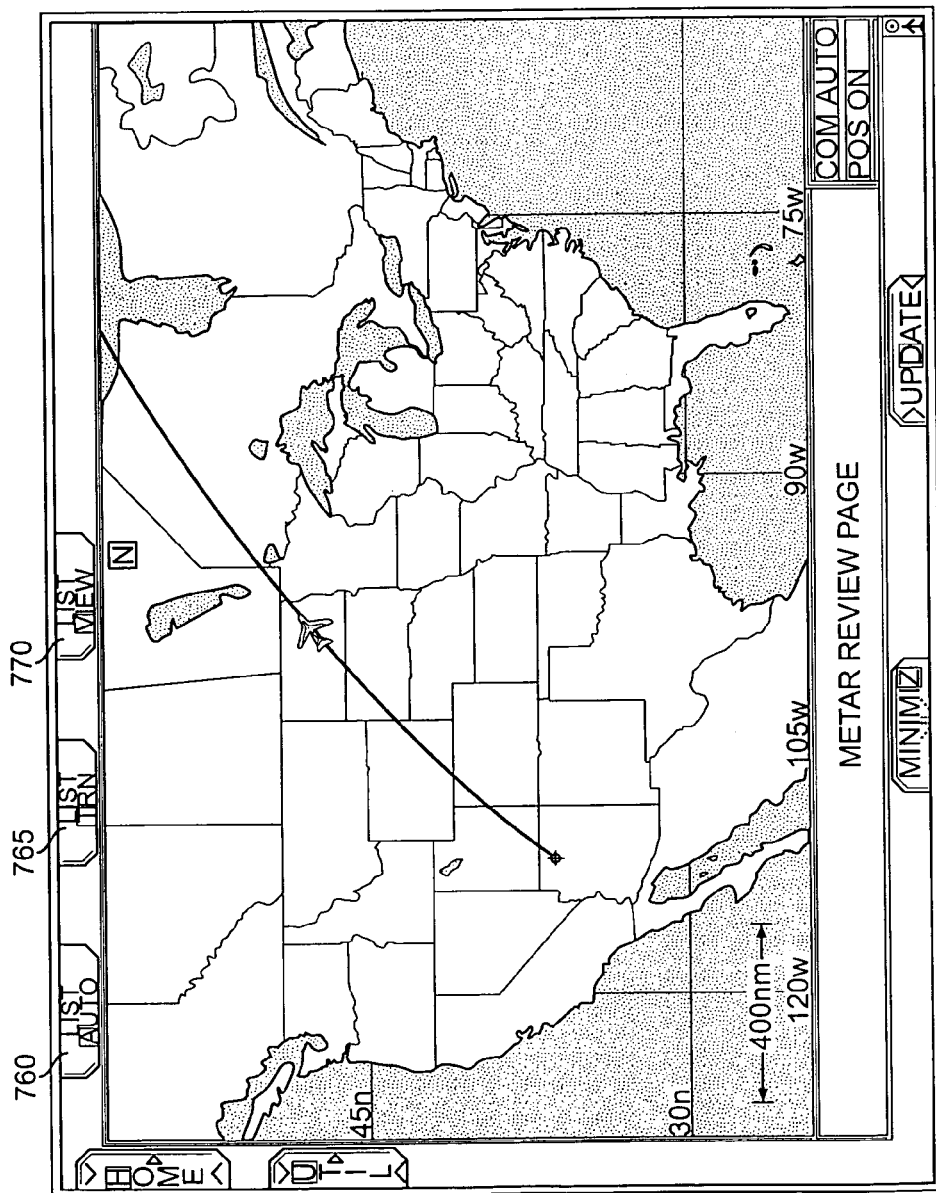 760
765
770
LIST
AUTO
LIST
TRN
LIST
VIEW
HOME
UTIL
N
45n
30n
400nm
120w
105w
90w
75w
METAR REVIEW PAGE
COM AUTO
POS ON
MINIMIZ
UPDATE